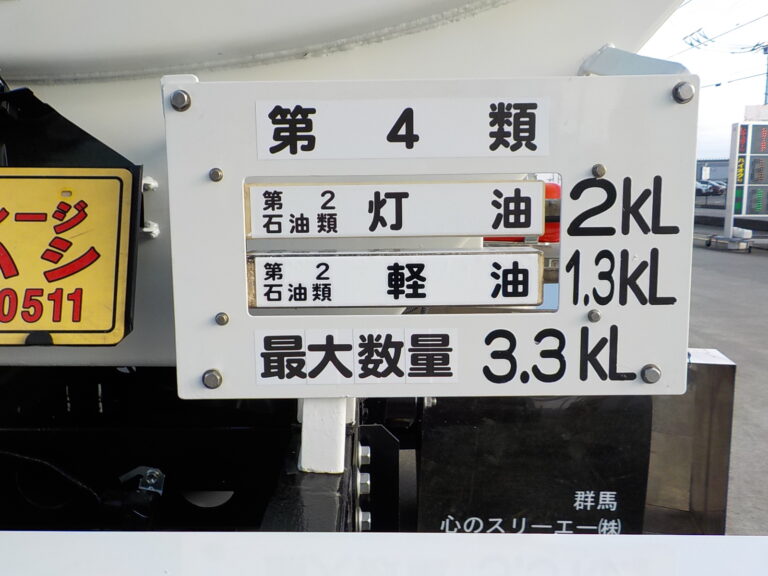 第4類
第2石油類 灯油 2KL
第2石油類 軽油 1.3KL
最大数量 3.3KL
ージ
シ
0511
群馬
心のスリーエー㈱